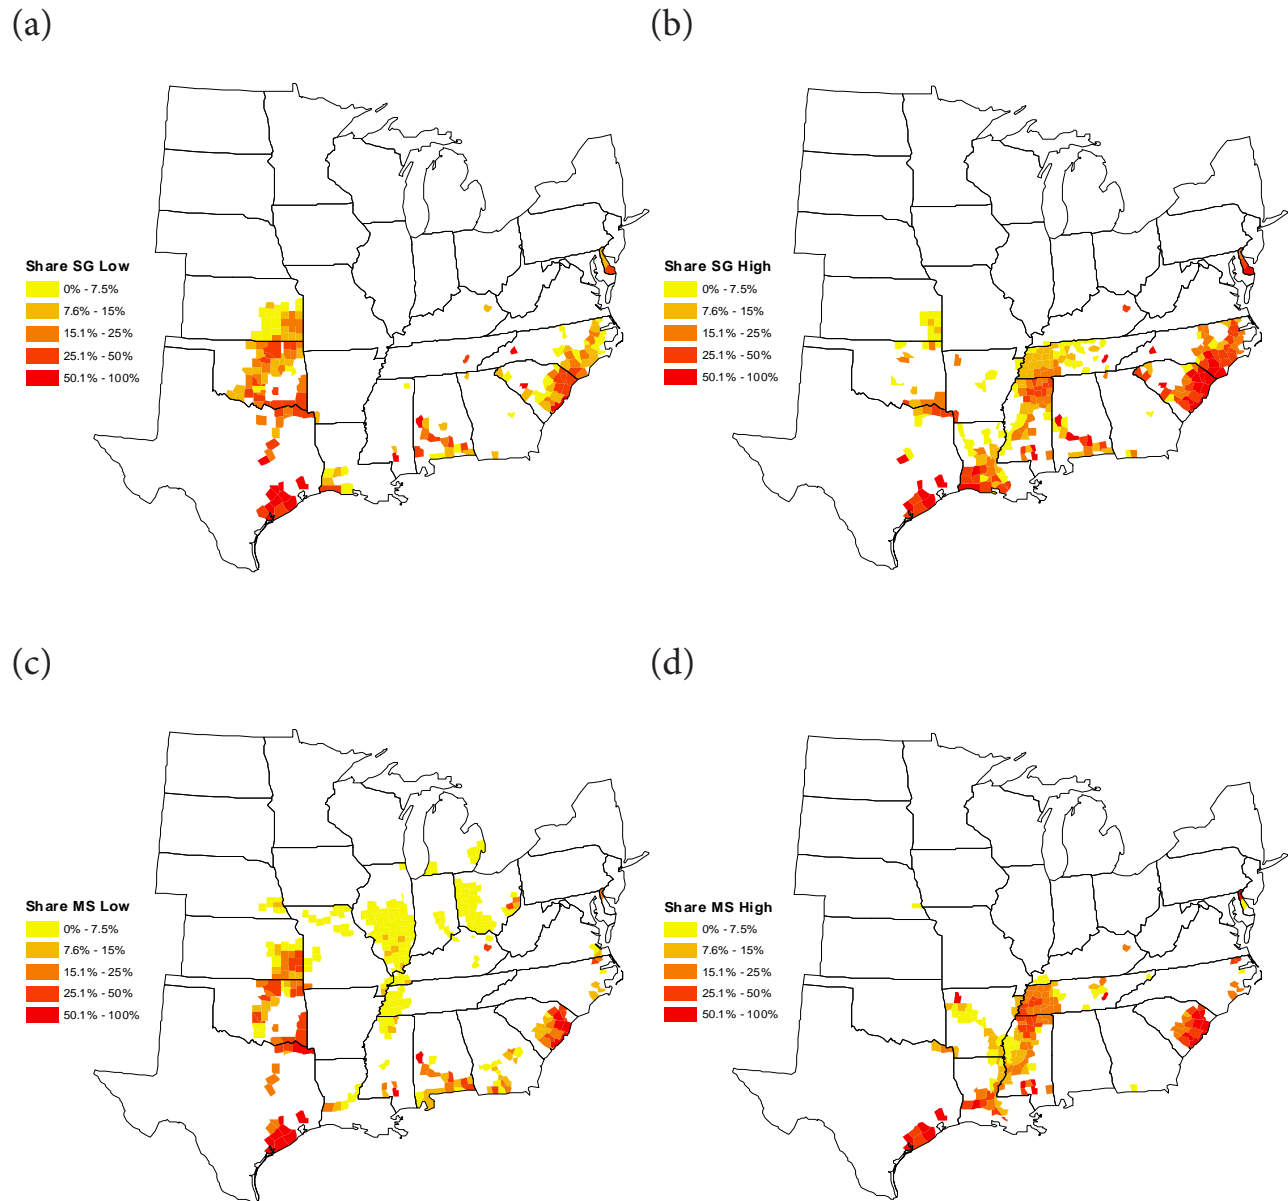 (a)
(b)
Share SG Low
0% - 7.5%
7.6% - 15%
15.1% - 25%
25.1% - 50%
50.1% - 100%
Share SG High
0% - 7.5%
7.6% - 15%
15.1% - 25%
25.1% - 50%
50.1% - 100%
(c)
(d)
Share MS Low
0% - 7.5%
7.6% - 15%
15.1% - 25%
25.1% - 50%
50.1% - 100%
Share MS High
0% - 7.5%
7.6% - 15%
15.1% - 25%
25.1% - 50%
50.1% - 100%